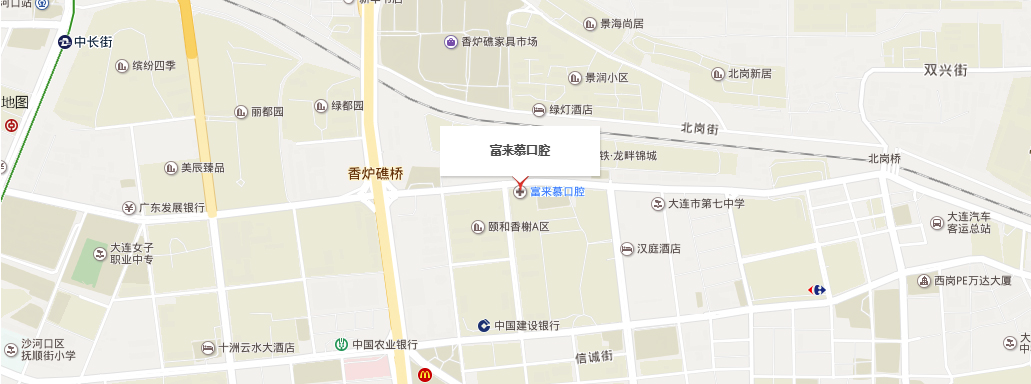 河口站
新华书店
景海尚居
中长街
香炉礁家具市场
缤纷四季
景润小区
北岗新居
双兴街
地图
丽都园
绿都园
绿灯酒店
北岗街
富来慕口腔
铁·龙畔锦城
北岗桥
美辰臻品
香炉礁桥
富来慕口腔
广东发展银行
大连市第七中学
颐和香榭A区
大连汽车
客运总站
大连女子
职业中专
汉庭酒店
西岗PE万达大厦
中国建设银行
沙河口区
抚顺街小学
十洲云水大酒店
中国农业银行
信诚街
大
中